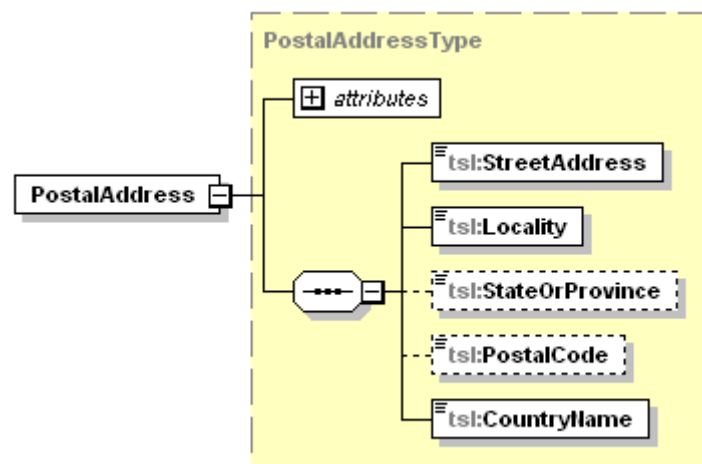 PostalAddressType
attributes
PostalAddress
tsl:StreetAddress
tsl:Locality
tsl:StateOrProvince
tsl:PostalCode
tsl:CountryName